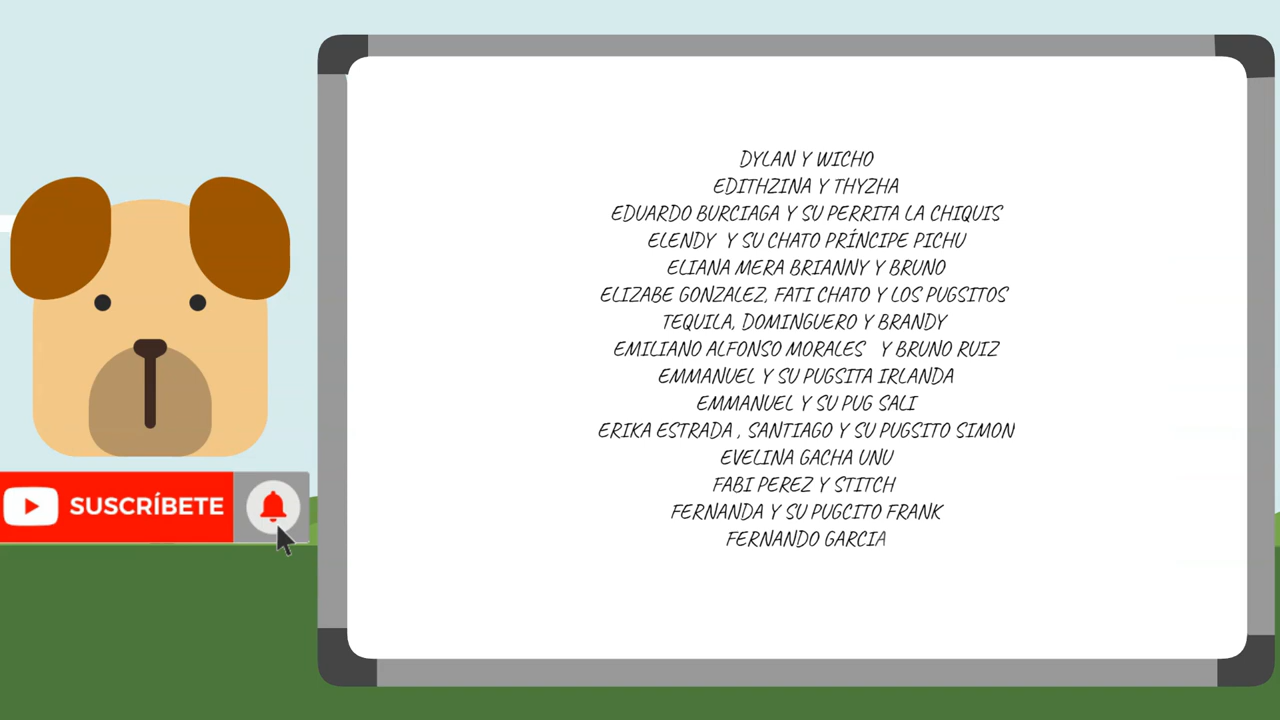 DYLAN Y WICHO
EDITHZINA Y THYZHA
EDUARDO BURCIAGA Y SU PERRITA LA CHIQUIS
ELENDY Y SU CHATO PRÍNCIPE PICHU
ELIANA MERA BRIANNY Y BRUNO
ELIZABE GONZALEZ, FATI CHATO Y LOS PUGSITOS
TEQUILA, DOMINGUERO Y BRANDY
EMILIANO ALFONSO MORALES Y BRUNO RUIZ
EMMANUEL Y SU PUGSITA IRLANDA
EMMANUEL Y SU PUG SALI
ERIKA ESTRADA , SANTIAGO Y SU PUGSITO SIMON
EVELINA GACHA UNU
FABI PEREZ Y STITCH
FERNANDA Y SU PUGCITO FRANK
FERNANDO GARCIA
SUSCRÍBETE